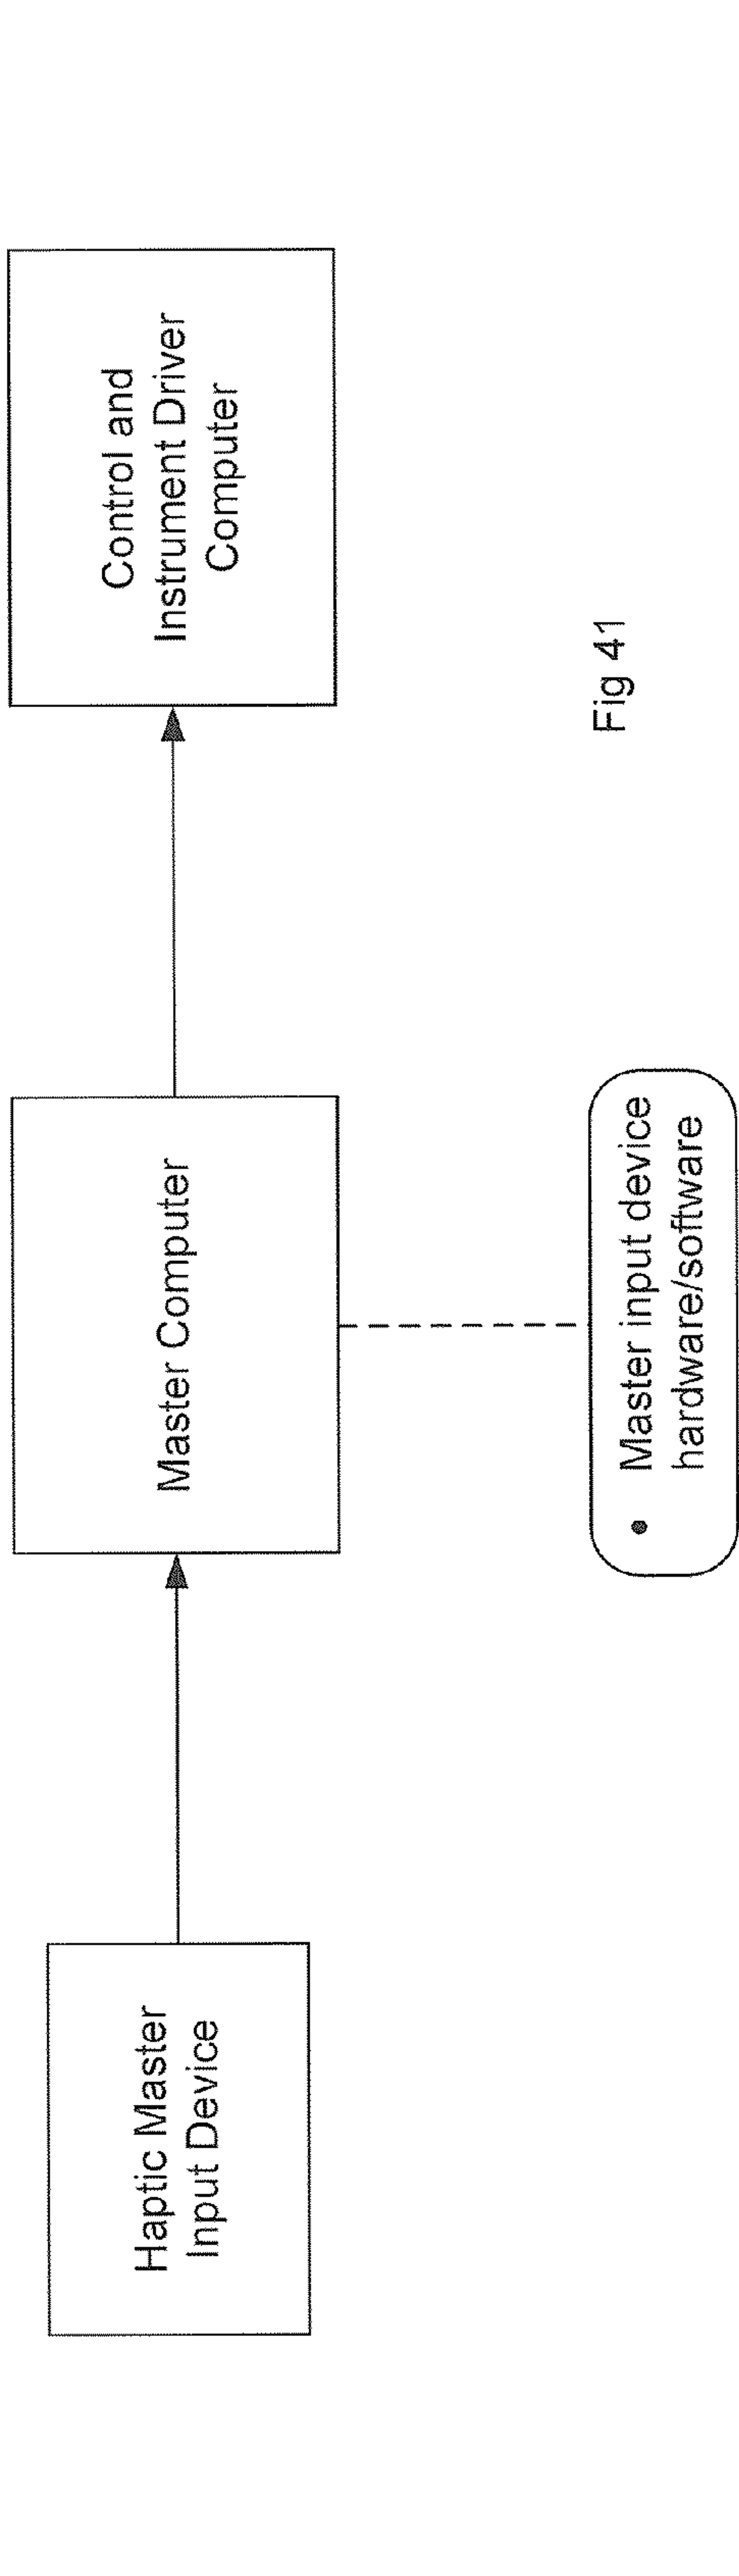 Haptic Master
Input Device
Master Computer
Control and
Instrument Driver
Computer
• Master input device
hardware/software
Fig 41